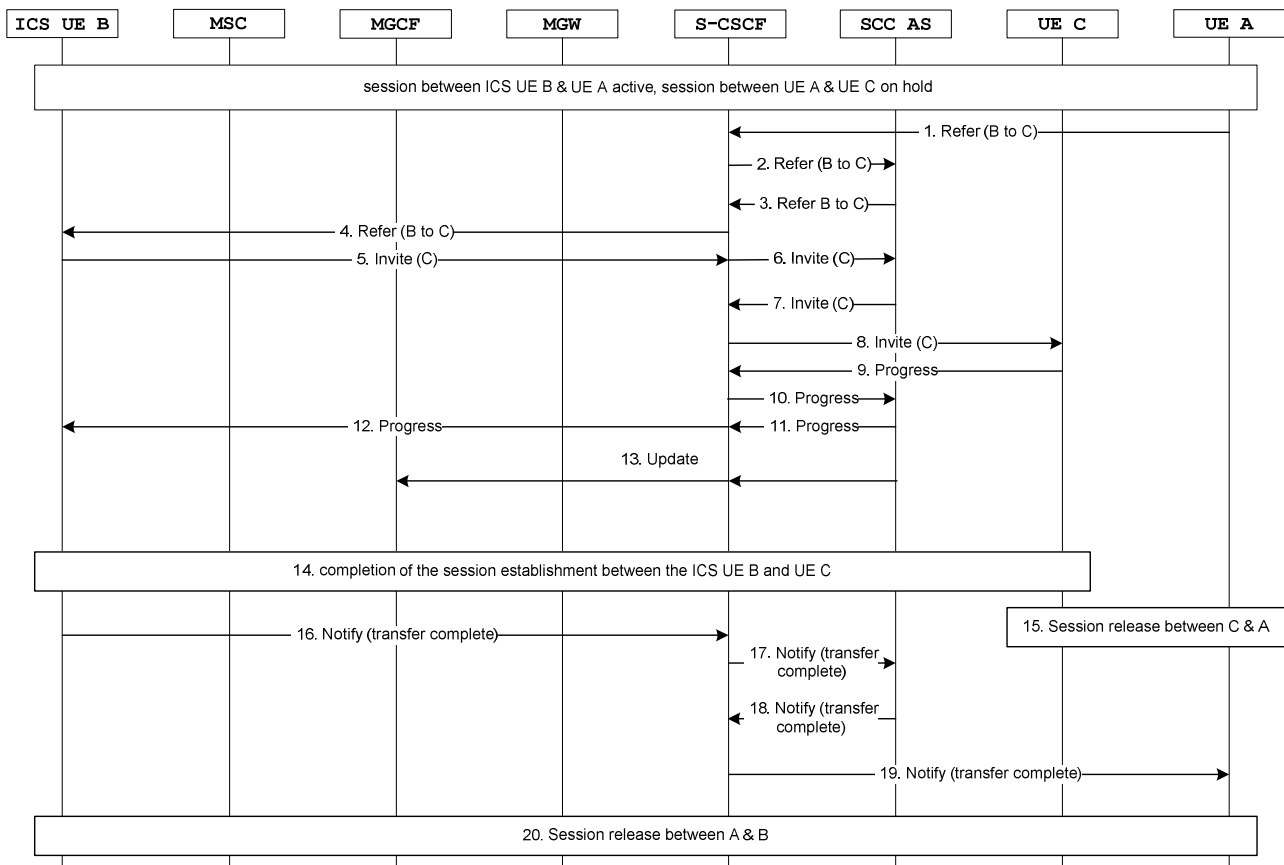 ICS UE B
MSC
MGCF
MGW
S-CSCF
SCC AS
UE C
UE A
session between ICS UE B & UE A active, session between UE A & UE C on hold
1. Refer (B to C)
2. Refer (B to C)
3. Refer B to C)
4. Refer (B to C)
5. Invite (C)
6. Invite (C)
7. Invite (C)
8. Invite (C)
9. Progress
10. Progress
12. Progress
11. Progress
13. Update
14. completion of the session establishment between the ICS UE B and UE C
15. Session release between C & A
16. Notify (transfer complete)
17. Notify (transfer
complete)
18. Notify (transfer
complete)
19. Notify (transfer complete)
20. Session release between A & B